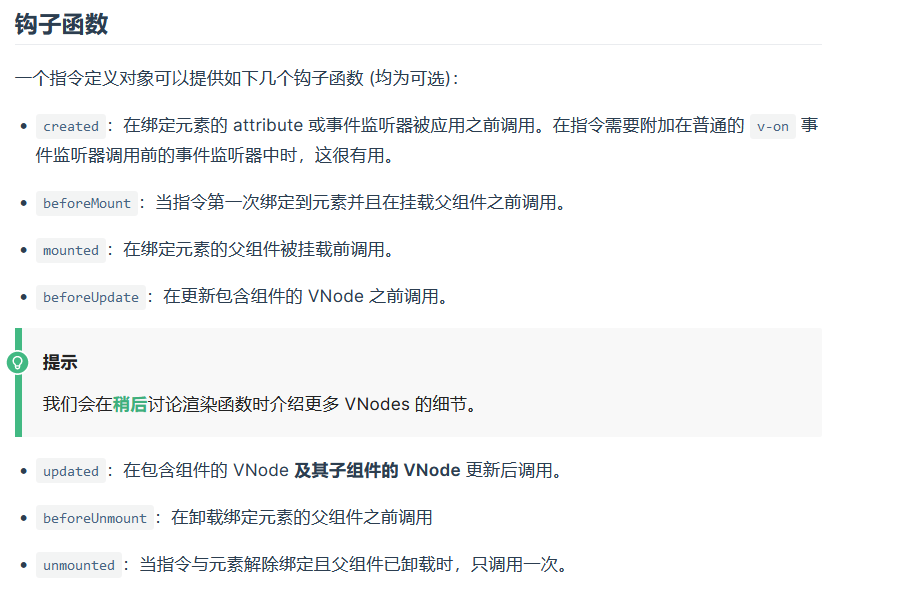 钩子函数
一个指令定义对象可以提供如下几个钩子函数 (均为可选)：
created：在绑定元素的 attribute 或事件监听器被应用之前调用。在指令需要附加在普通的 v-on 事
件监听器调用前的事件监听器中时，这很有用。
beforeMount：当指令第一次绑定到元素并且在挂载父组件之前调用。
mounted：在绑定元素的父组件被挂载前调用。
beforeUpdate：在更新包含组件的 VNode 之前调用。
提示
我们会在稍后讨论渲染函数时介绍更多 VNodes 的细节。
updated：在包含组件的 VNode 及其子组件的 VNode 更新后调用。
beforeUnmount：在卸载绑定元素的父组件之前调用
unmounted：当指令与元素解除绑定且父组件已卸载时，只调用一次。